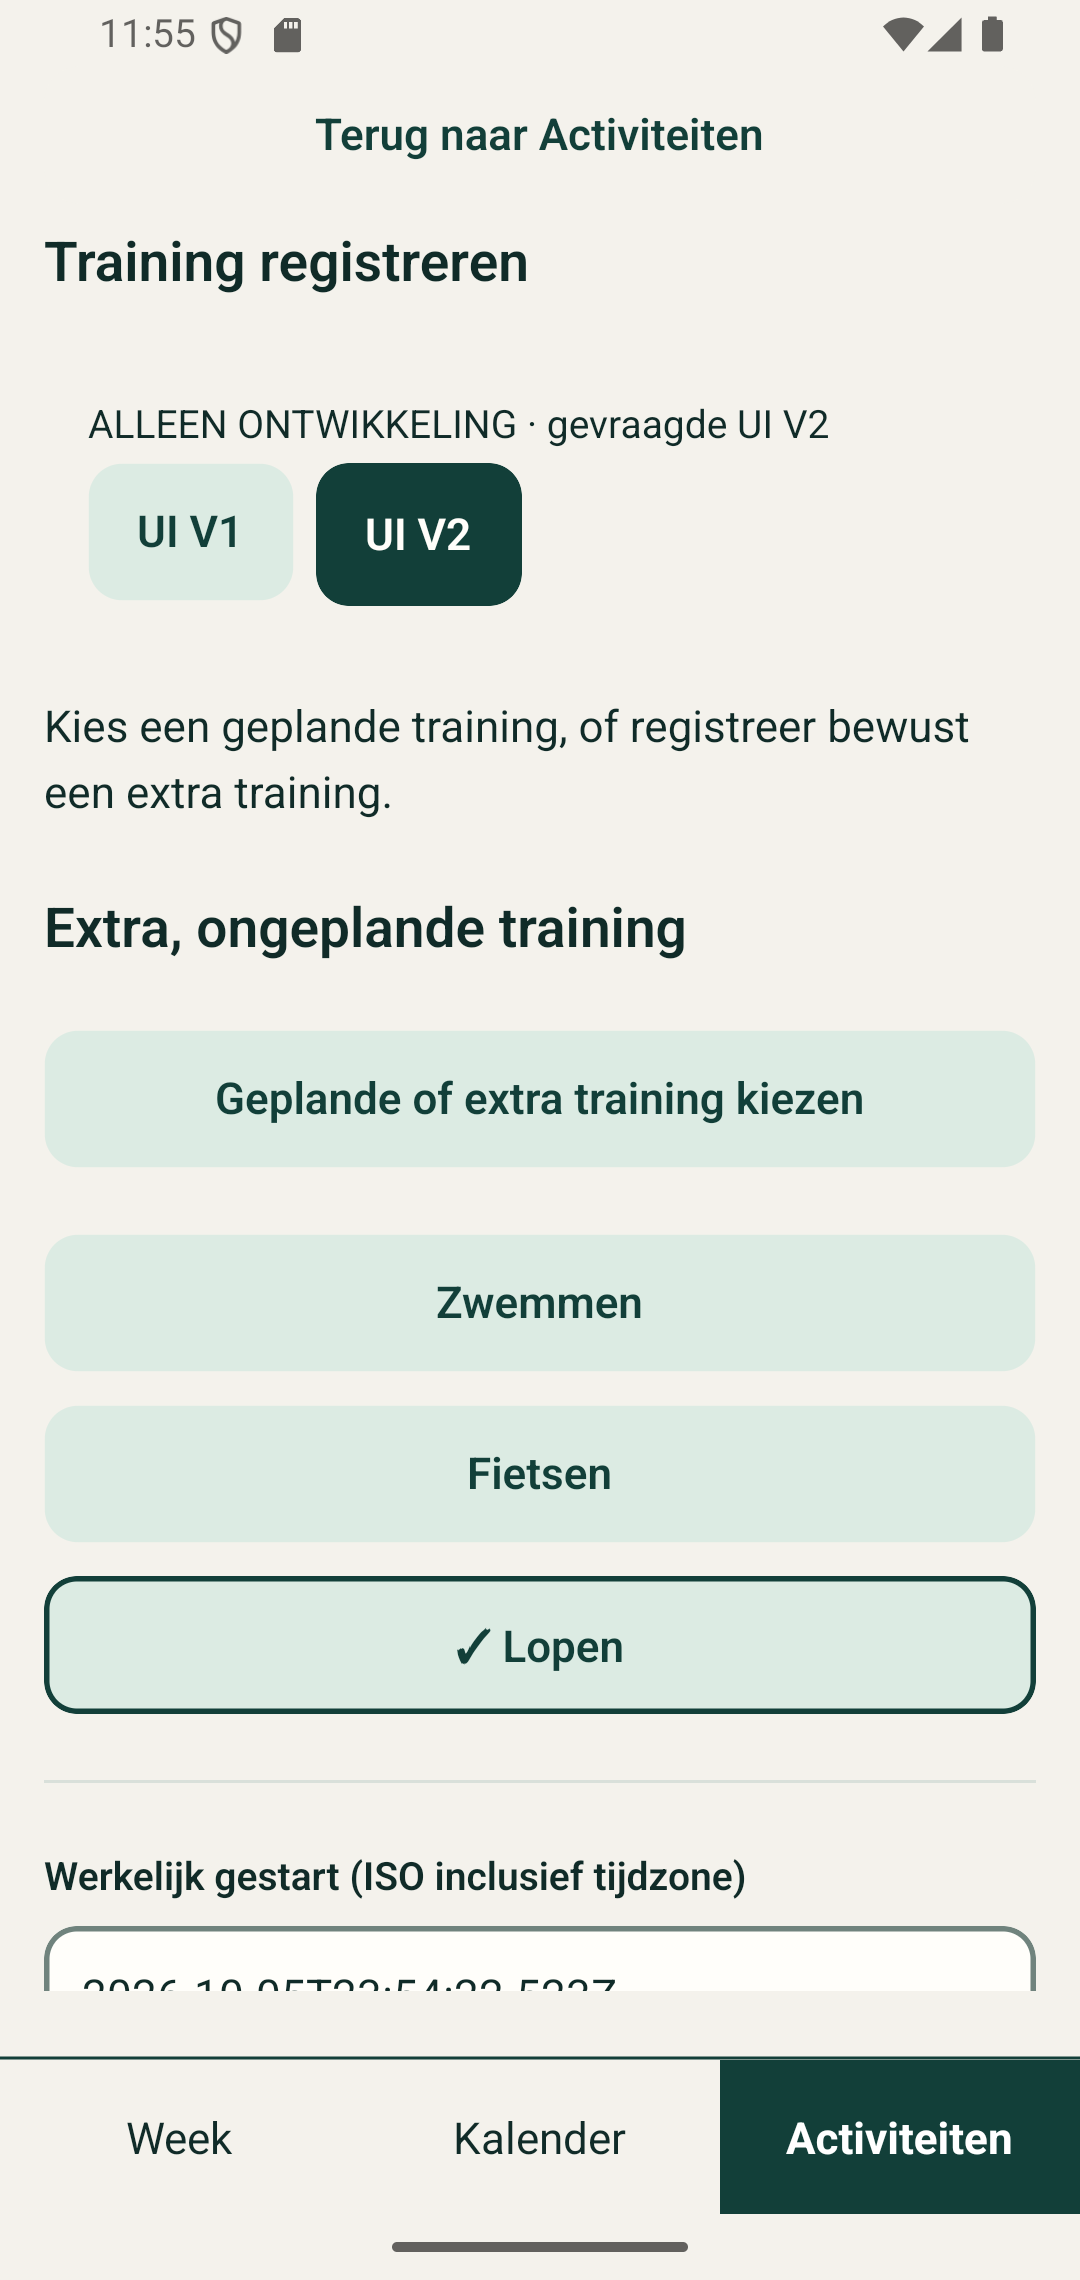 11:55
Terug naar Activiteiten
Training registreren
ALLEEN ONTWIKKELING · gevraagde UI V2
UI V1
UI V2
Kies een geplande training, of registreer bewust
een extra training.
Extra, ongeplande training
Geplande of extra training kiezen
Zwemmen
Fietsen
✓ Lopen
Werkelijk gestart (ISO inclusief tijdzone)
Week
Kalender
Activiteiten